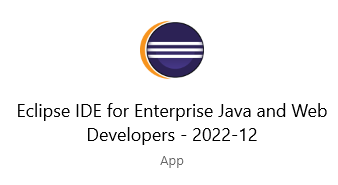 Eclipse IDE for Enterprise Java and Web
Developers - 2022-12
App